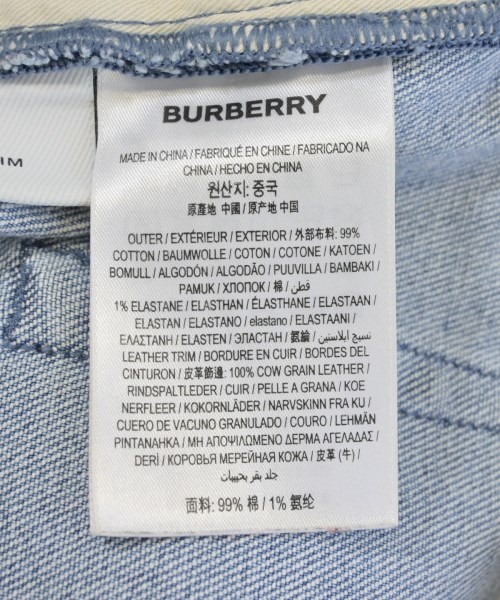 BURBERRY
MADE IN CHINA / FABRIQUÉ EN CHINE / FABRICADO NA
CHINA / HECHO EN CHINA
원산지: 중국
原產地 中國 / 原产地 中国
OUTER / EXTÉRIEUR / EXTERIOR / 外部布料: 99%
COTTON / BAUMWOLLE / COTON / COTONE / KATOEN /
BOMULL / ALGODÓN / ALGODÃO / PUUVILLA / BAMBAKI /
PAMUK / ХЛОПОК / 棉 / قطن /
1% ELASTANE / ELASTHAN / ÉLASTHANE / ELASTAAN /
ELASTAN / ELASTANO / elastano / ELASTAANI /
ΕΛΑΣΤΑΝΗ / ELASTEN / ЭЛАСТАН / 氨綸 / نسيج ايلاستين /
LEATHER TRIM / BORDURE EN CUIR / BORDES DEL
CINTURON / 皮革飾邊: 100% COW GRAIN LEATHER /
RINDSPALTLEDER / CUIR / PELLE A GRANA / KOE
NERFLEER / KOKORNLÄDER / NARVSKINN FRA KU /
CUERO DE VACUNO GRANULADO / COURO / LEHMÄN
PINTANAHKA / ΜΗ ΑΠΟΨΙΛΩΜΕΝΟ ΔΕΡΜΑ ΑΓΕΛΑΔΑΣ /
DERİ / КОРОВЬЯ МЕРЕЙНАЯ КОЖА / 皮革 (牛) /
جلد بقر بحبيبات
面料: 99% 棉 / 1% 氨纶
IM